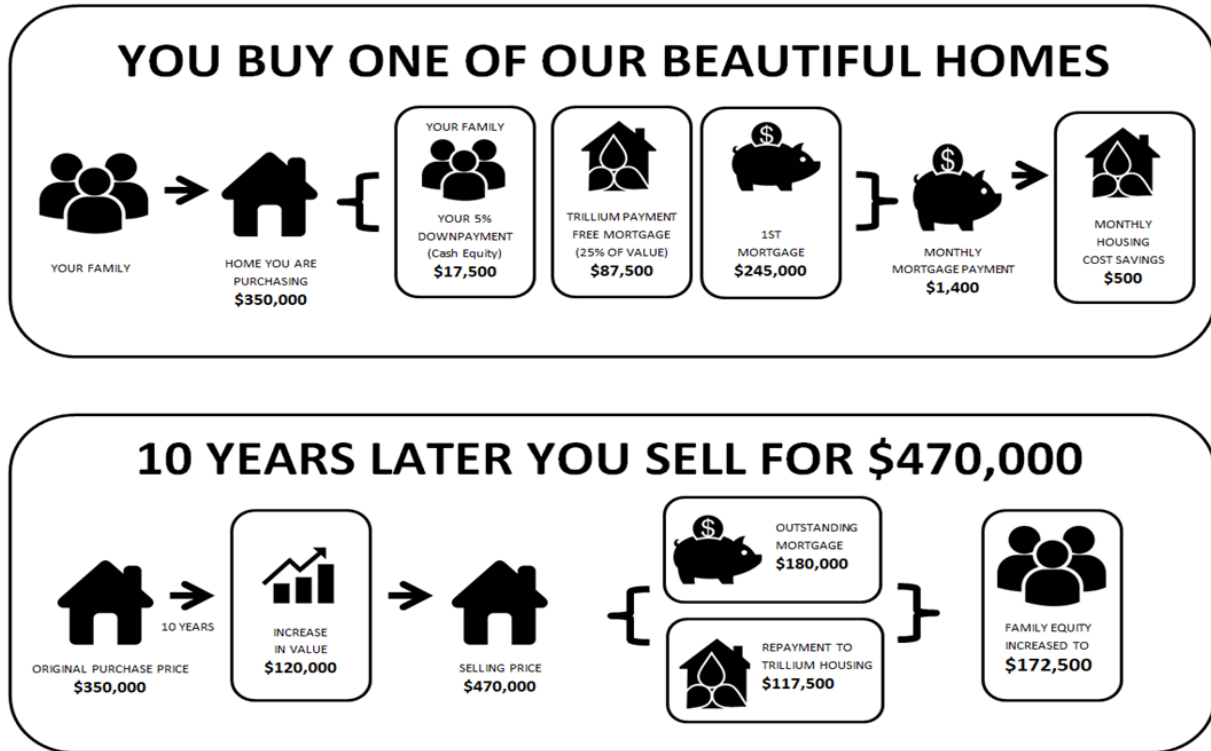 YOU BUY ONE OF OUR BEAUTIFUL HOMES
YOUR FAMILY
HOME YOU ARE
PURCHASING
$350,000
YOUR FAMILY
YOUR 5%
DOWNPAYMENT
(Cash Equity)
$17,500
TRILLIUM PAYMENT
FREE MORTGAGE
(25% OF VALUE)
$87,500
$
1ST
MORTGAGE
$245,000
$
MONTHLY
MORTGAGE PAYMENT
$1,400
MONTHLY
HOUSING
COST SAVINGS
$500
10 YEARS LATER YOU SELL FOR $470,000
ORIGINAL PURCHASE PRICE
$350,000
10 YEARS
INCREASE
IN VALUE
$120,000
SELLING PRICE
$470,000
$
OUTSTANDING
MORTGAGE
$180,000
REPAYMENT TO
TRILLIUM HOUSING
$117,500
FAMILY EQUITY
INCREASED TO
$172,500